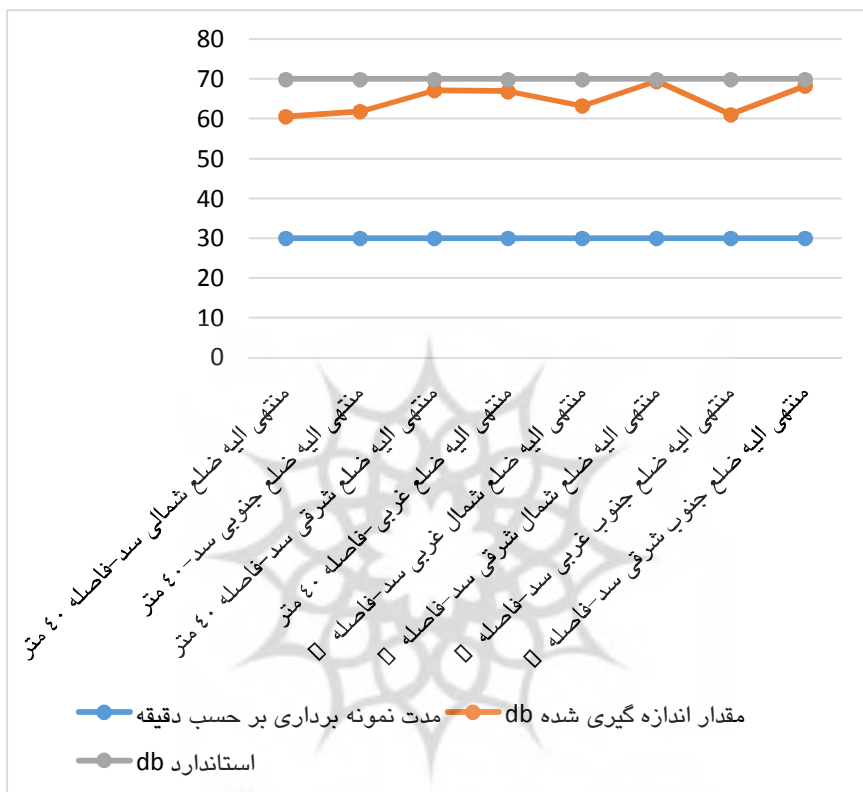 80
70
60
50
40
30
20
10
0
منتهی الیه ضلع شمالی سد-فاصله ٤٠ متر
منتهی الیه ضلع جنوبی سد-٤٠ متر
منتهی الیه ضلع شرقی سد-فاصله ٤٠ متر
منتهی الیه ضلع غربی-فاصله ٤٠ متر
منتهی الیه ضلع شمال غربی سد-فاصله
منتهی الیه ضلع شمال شرقی سد-فاصله
منتهی الیه ضلع جنوب غربی سد-فاصله
منتهی الیه ضلع جنوب شرقی سد-فاصله
مدت نمونه برداری بر حسب دقیقه
مقدار اندازه گیری شده db
استاندارد db